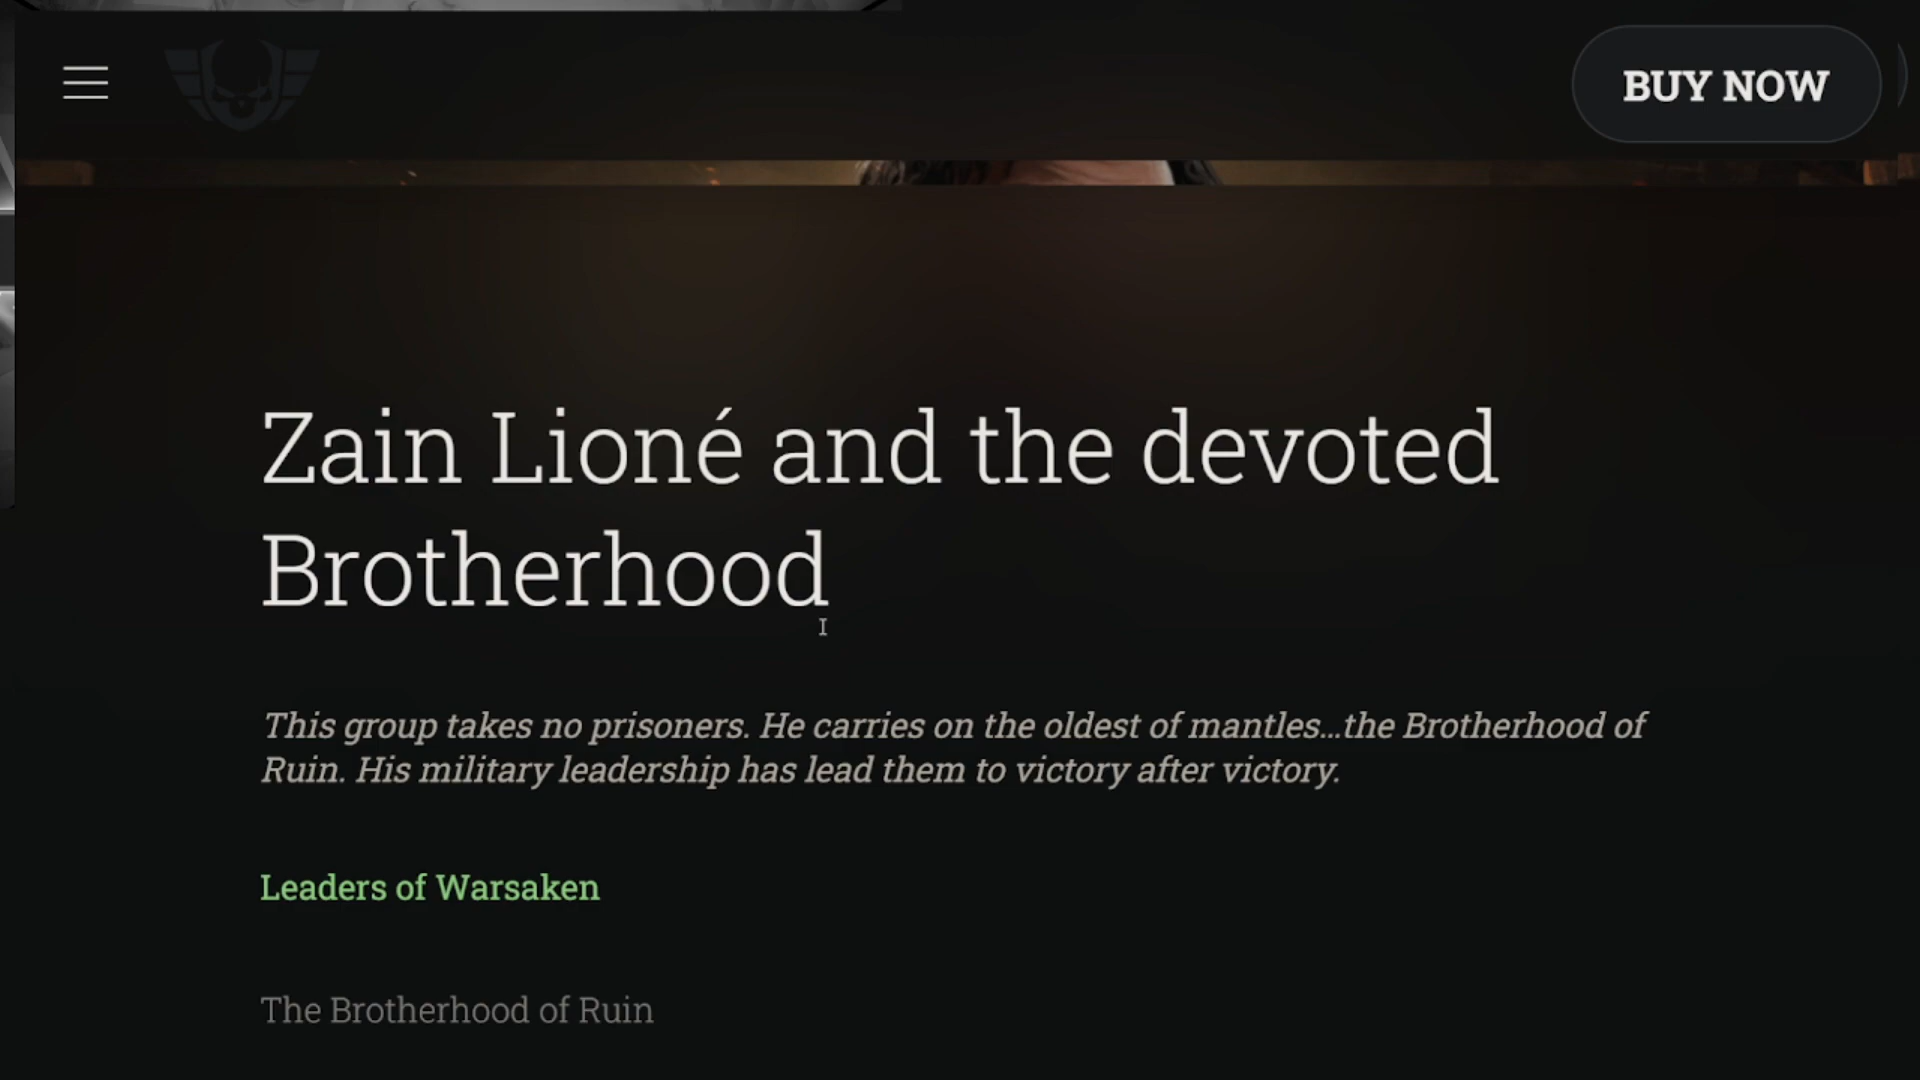 BUY NOW
Zain Lioné and the devoted
Brotherhood
This group takes no prisoners. He carries on the oldest of mantles...the Brotherhood of
Ruin. His military leadership has lead them to victory after victory.
Leaders of Warsaken
The Brotherhood of Ruin